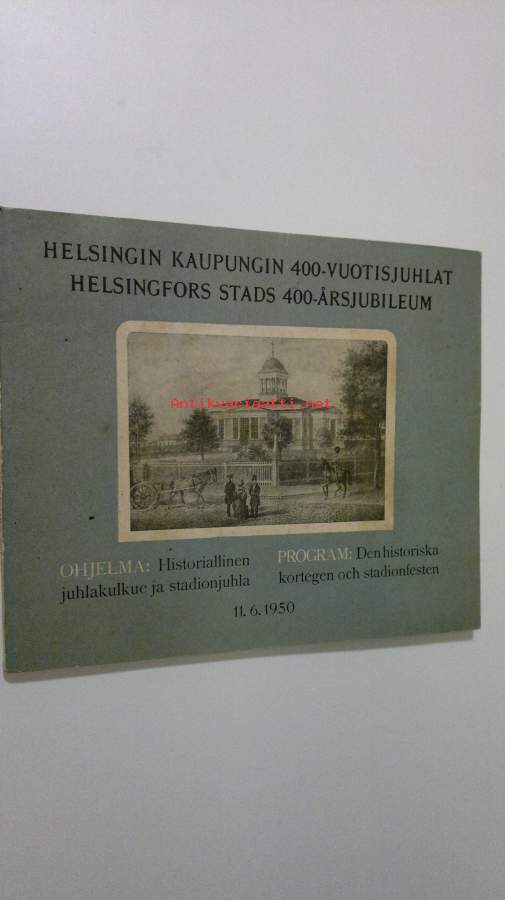 HELSINGIN KAUPUNGIN 400-VUOTISJUHLAT
HELSINGFORS STADS 400-ÅRSJUBILEUM
Antikvariaatti.net
OHJELMA: Historiallinen
juhlakulkue ja stadionjuhla
PROGRAM: Den historiska
kortegen och stadionfesten
11.6.1950